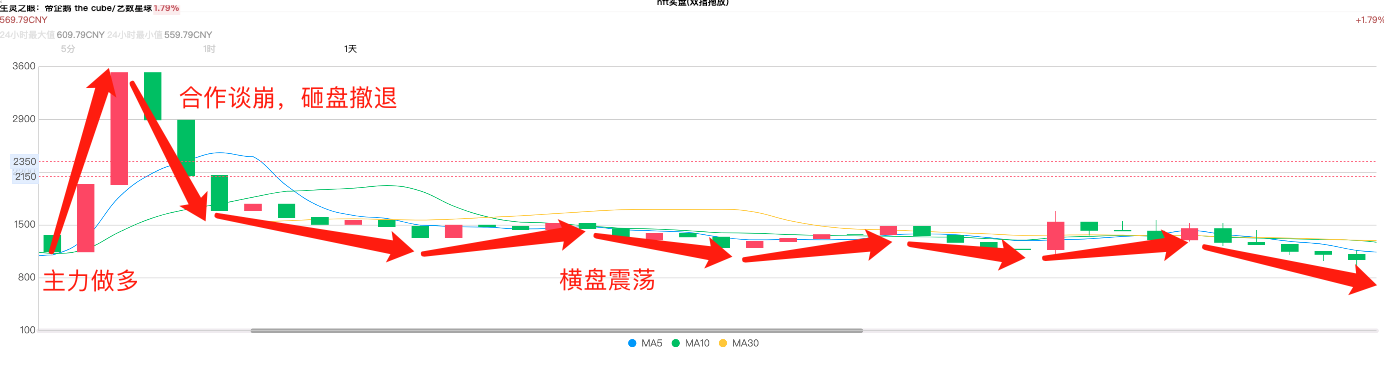 nft实盘(双指拖放)
生灵之眼：帝企鹅 the cube/艺数星球 1.79%
569.79CNY +1.79%
24小时最大值 609.79CNY 24小时最小值 559.79CNY
5分 1时 1天
3600
合作谈崩，砸盘撤退
2900
2350
2150
1500
主力做多 横盘震荡
800
100
MA5 MA10 MA30